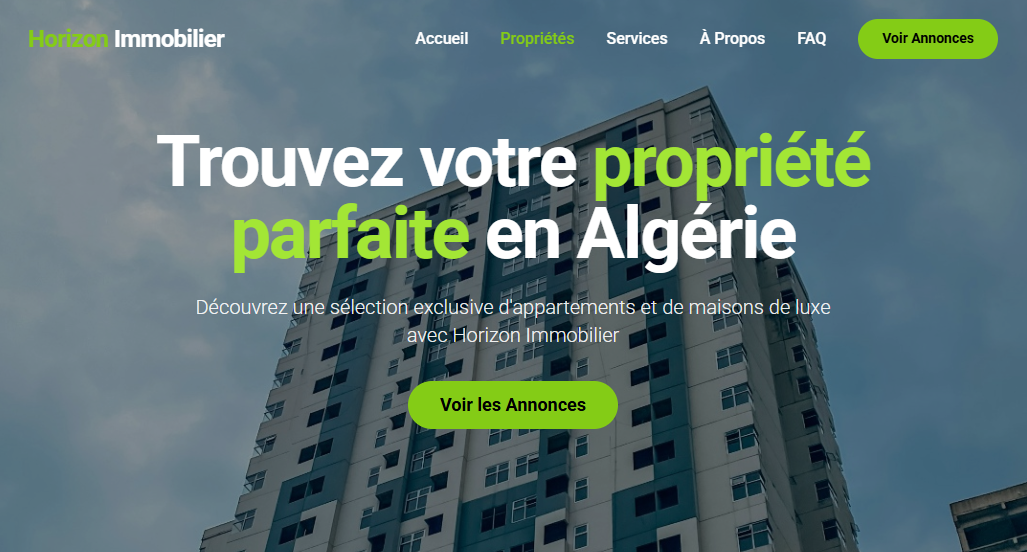 Horizon Immobilier
Accueil
Propriétés
Services
À Propos
FAQ
Voir Annonces
Trouvez votre propriété
parfaite en Algérie
Découvrez une sélection exclusive d'appartements et de maisons de luxe
avec Horizon Immobilier
Voir les Annonces